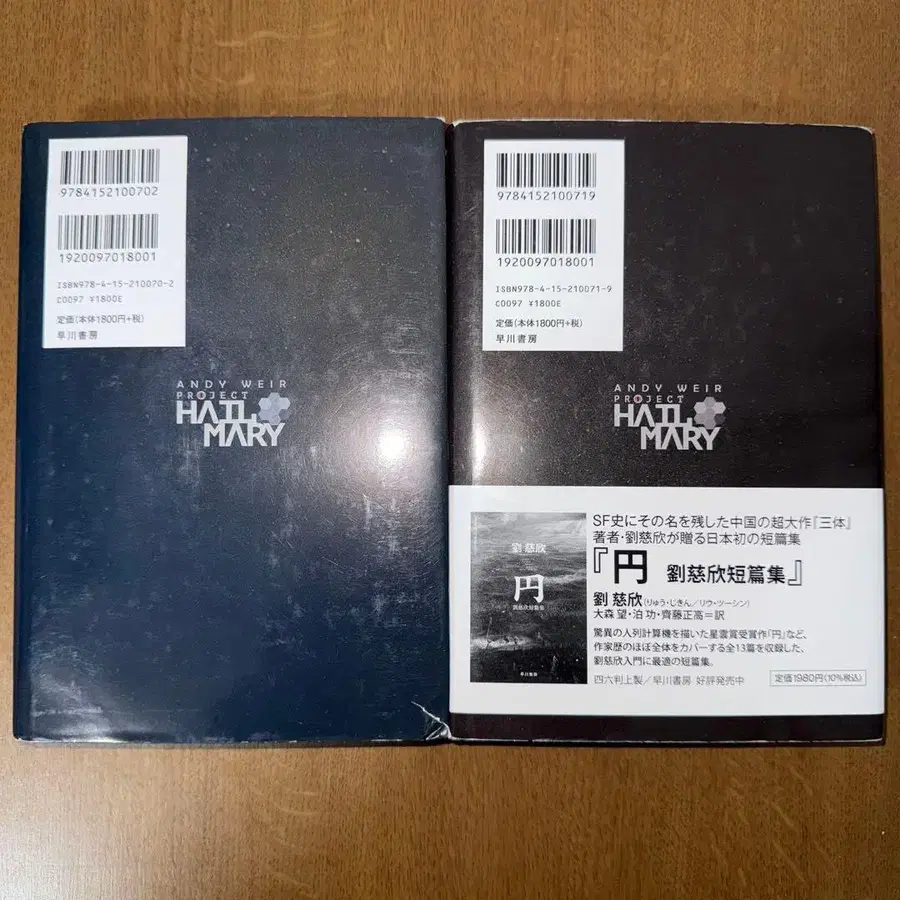 9784152100702
1920097018001
ISBN978-4-15-210070-2
C0097 ¥1800E
定価(本体1800円+税)
早川書房
ANDY WEIR
PROJECT
HAIL
MARY
9784152100719
1920097018001
ISBN978-4-15-210071-9
C0097 ¥1800E
定価(本体1800円+税)
早川書房
ANDY WEIR
PROJECT
HAIL
MARY
劉慈欣
円
劉慈欣短篇集
早川書房
SF史にその名を残した中国の超大作『三体』
著者・劉慈欣が贈る日本初の短篇集
『円 劉慈欣短篇集』
劉 慈欣(りゅう・じきん/リウ・ツーシン)
大森 望・泊 功・齊藤正高=訳
驚異の人列計算機を描いた星雲賞受賞作「円」など、
作家歴のほぼ全体をカバーする全13篇を収録した、
劉慈欣入門に最適の短篇集。
四六判上製/早川書房 好評発売中
定価1980円(10%税込)